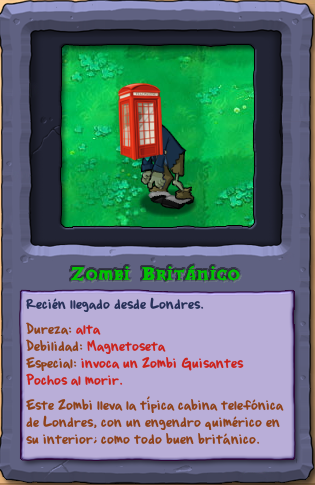 Zombi Británico
Recién llegado desde Londres.
Dureza: alta
Debilidad: Magnetoseta
Especial: invoca un Zombi Guisantes
Pochos al morir.
Este Zombi lleva la típica cabina telefónica
de Londres, con un engendro quimérico en
su interior; como todo buen británico.